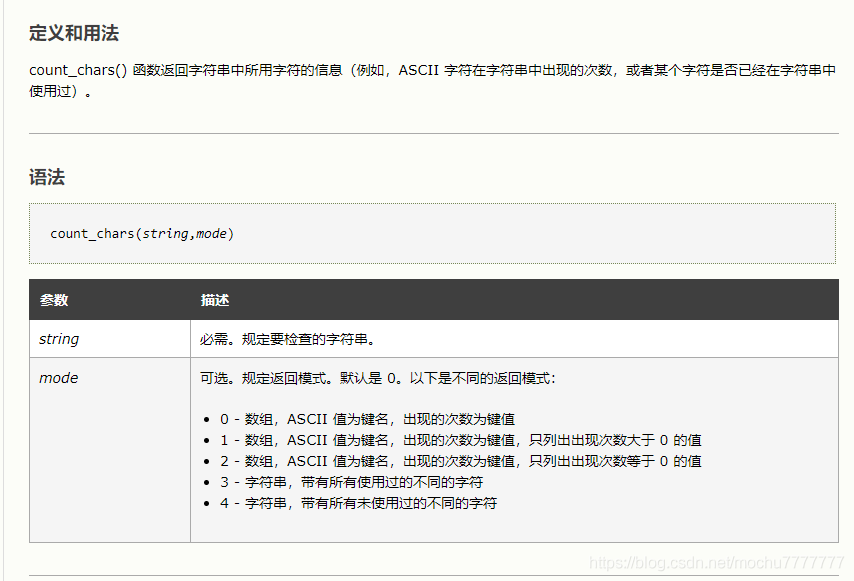 定义和用法
count_chars() 函数返回字符串中所用字符的信息（例如，ASCII 字符在字符串中出现的次数，或者某个字符是否已经在字符串中
使用过）。
语法
count_chars(string,mode)
参数 描述
string 必需。规定要检查的字符串。
mode 可选。规定返回模式。默认是 0。以下是不同的返回模式：
0 - 数组，ASCII 值为键名，出现的次数为键值
1 - 数组，ASCII 值为键名，出现的次数为键值，只列出出现次数大于 0 的值
2 - 数组，ASCII 值为键名，出现的次数为键值，只列出出现次数等于 0 的值
3 - 字符串，带有所有使用过的不同的字符
4 - 字符串，带有所有未使用过的不同的字符
https://blog.csdn.net/mochu7777777